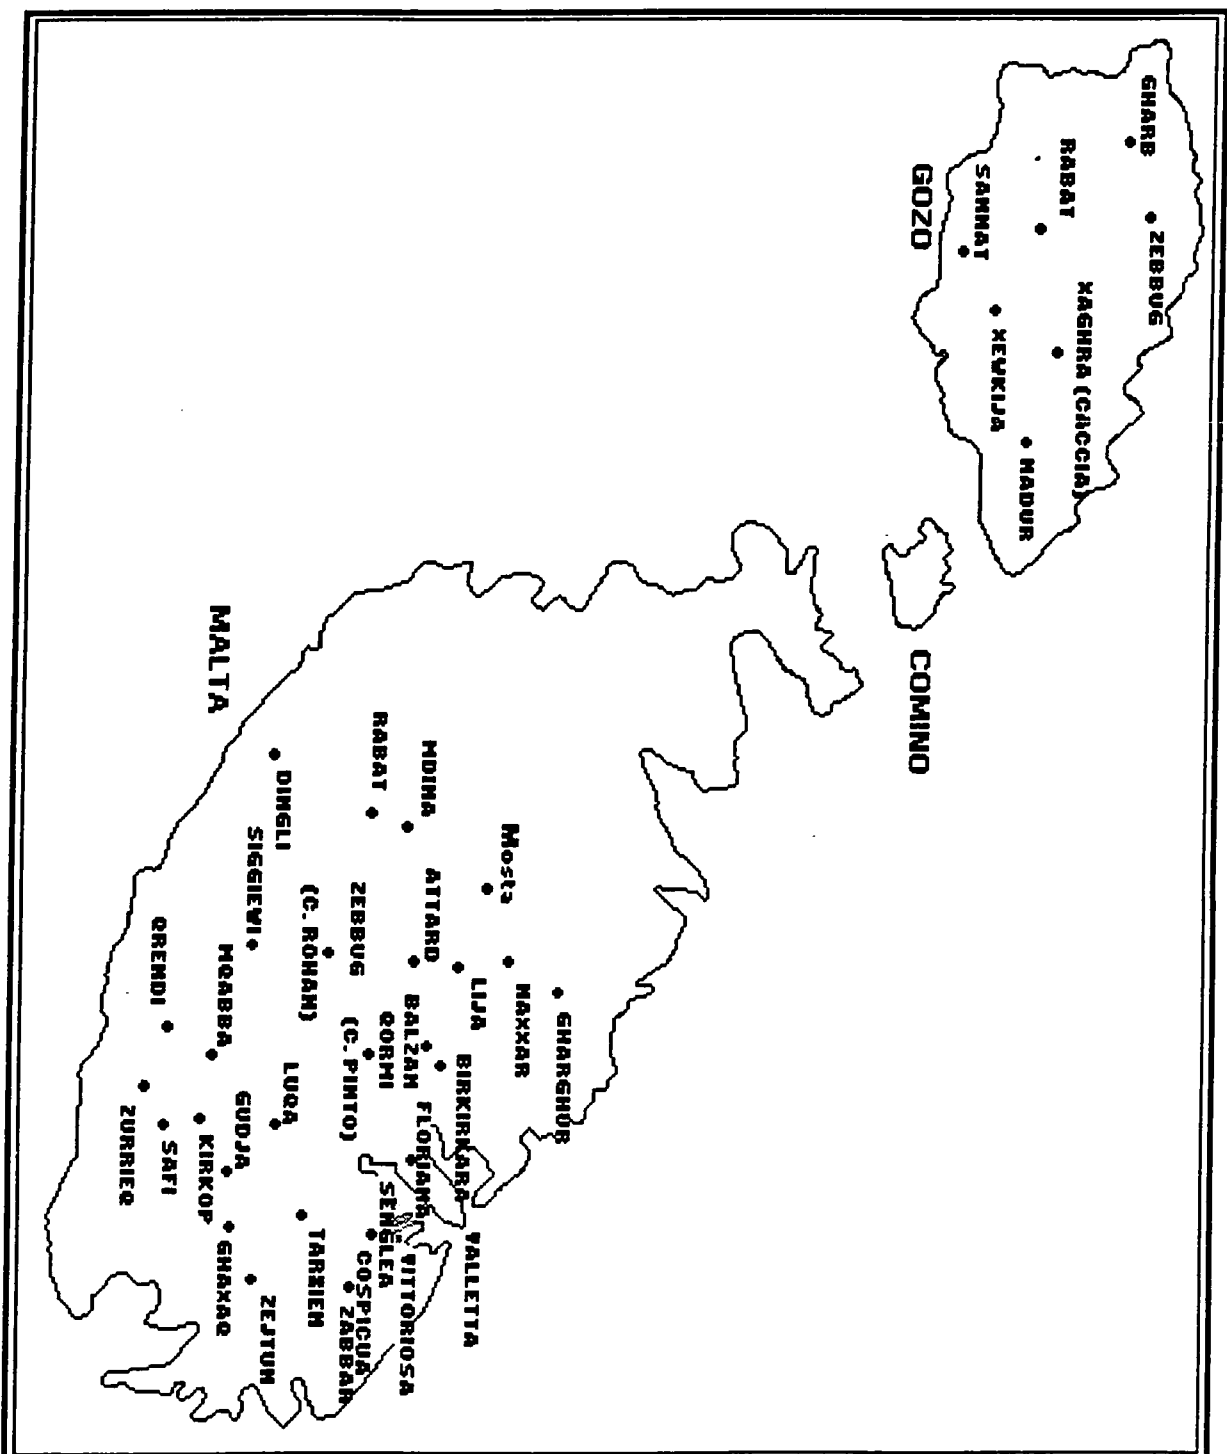 GHARB
ZEBBUG
XAGHRA (CACCIA)
RABAT
NADUR
XEWKIJA
SANNAT
GOZO
COMINO
GHARGHUR
NAXXAR
Mosta
LIJA
VALLETTA
BIRKIRKARA
MDINA
ATTARD
FLORIANA
BALZAN
VITTORIOSA
QORMI
(C. PINTO)
SENGLEA
RABAT
COSPICUA
ZEBBUG
(C. ROHAN)
ZABBAR
TARXIEN
LUQA
DINGLI
ZEJTUN
SIGGIEWI
GUDJA
MQABBA
GHAXAQ
MALTA
KIRKOP
SAFI
QRENDI
ZURRIEQ